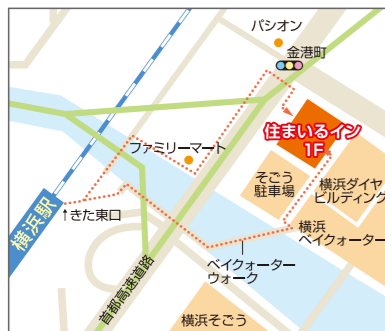 パシオン
金港町
住まいるイン
1F
ファミリーマート
そごう
駐車場
横浜ダイヤ
ビルディング
横浜駅
↑きた東口
横浜
ベイクォーター
ベイクォーター
ウォーク
首都高速道路
横浜そごう